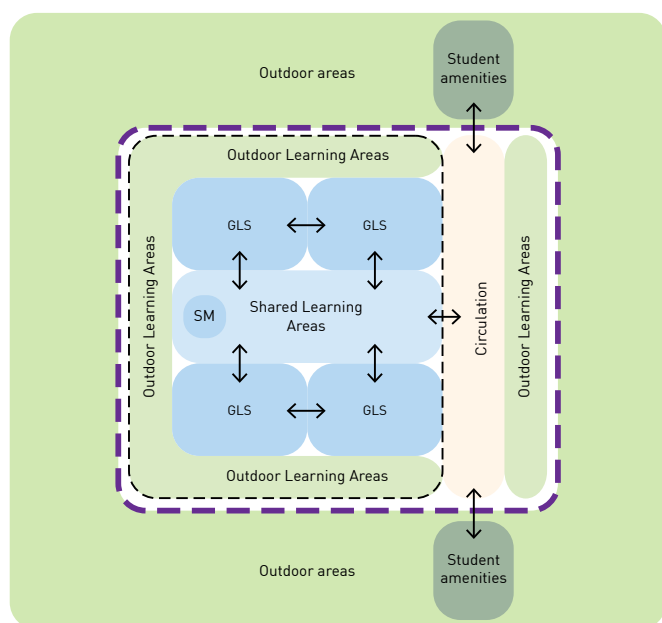 Student
amenities
Outdoor areas
Outdoor Learning Areas
GLS
GLS
Outdoor Learning Areas
SM
Shared Learning
Areas
Circulation
Outdoor Learning Areas
GLS
GLS
Outdoor Learning Areas
Outdoor areas
Student
amenities